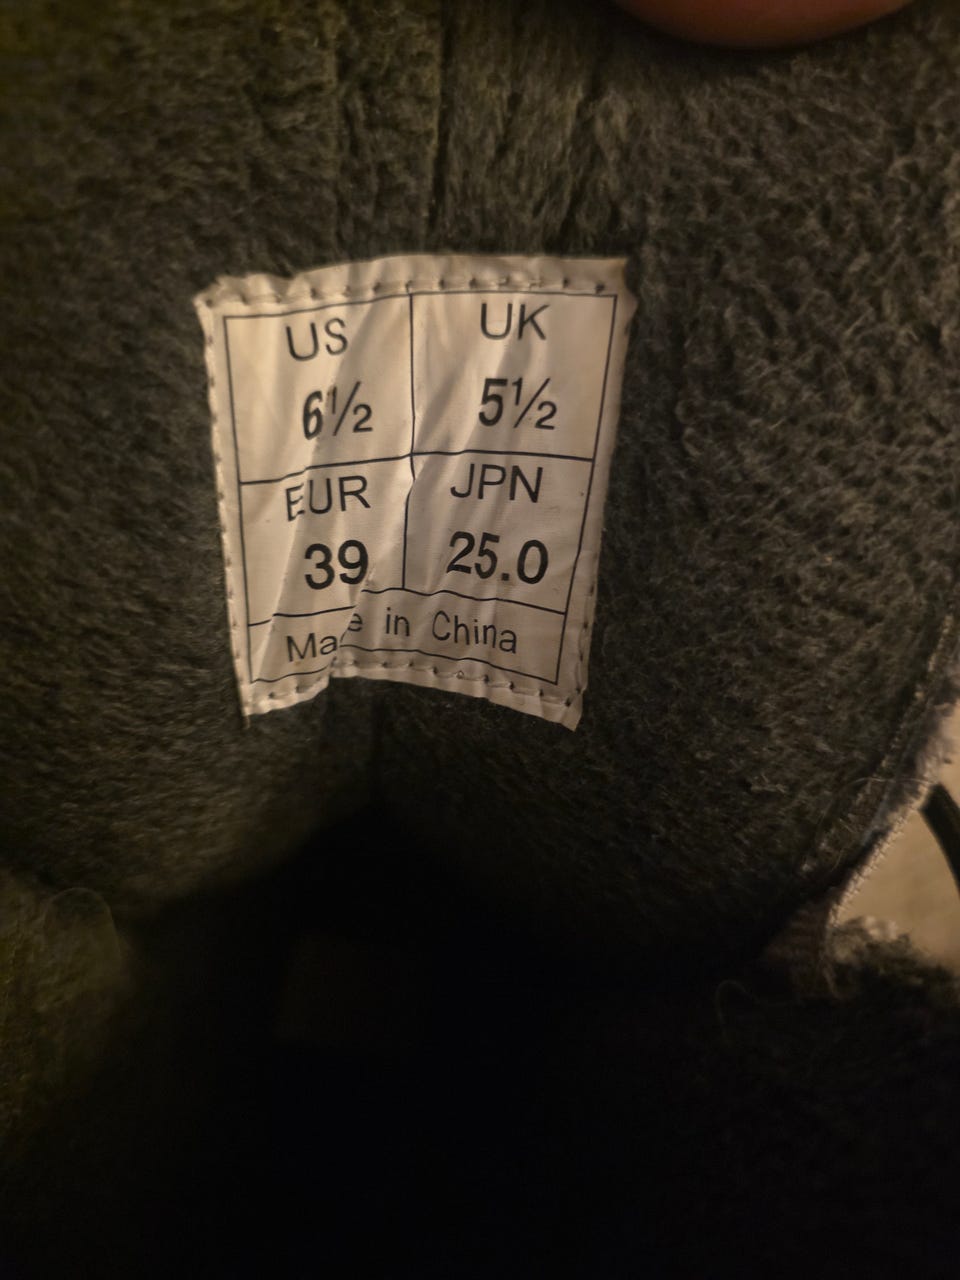 US UK
6½ 5½
EUR JPN
39 25.0
Made in China